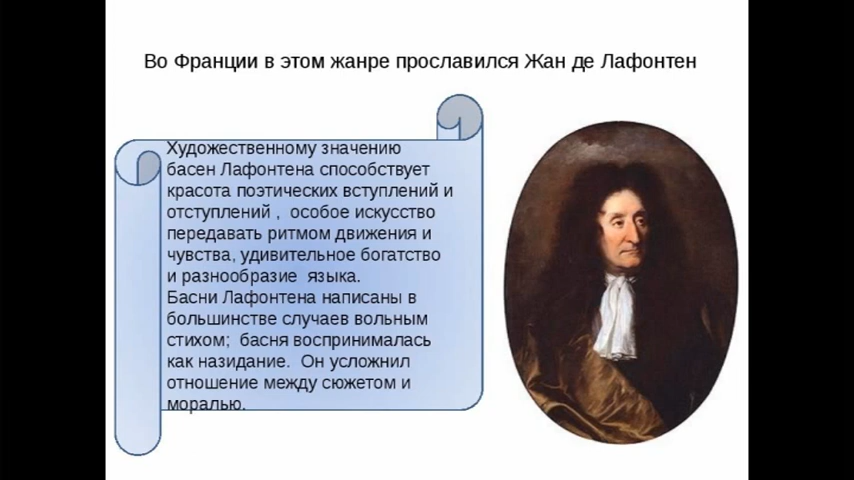 Во Франции в этом жанре прославился Жан де Лафонтен
Художественному значению
басен Лафонтена способствует
красота поэтических вступлений и
отступлений , особое искусство
передавать ритмом движения и
чувства, удивительное богатство
и разнообразие языка.
Басни Лафонтена написаны в
большинстве случаев вольным
стихом; басня воспринималась
как назидание. Он усложнил
отношение между сюжетом и
моралью.